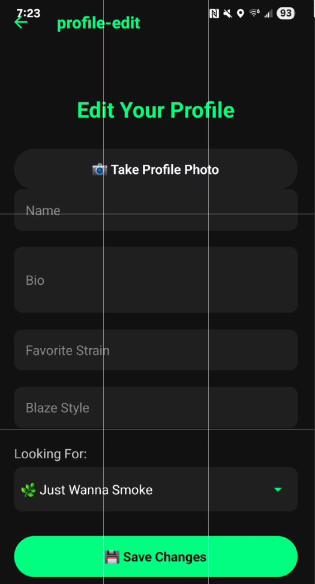 7:23
93
profile-edit
Edit Your Profile
📷 Take Profile Photo
Name
Bio
Favorite Strain
Blaze Style
Looking For:
🌿 Just Wanna Smoke
💾 Save Changes